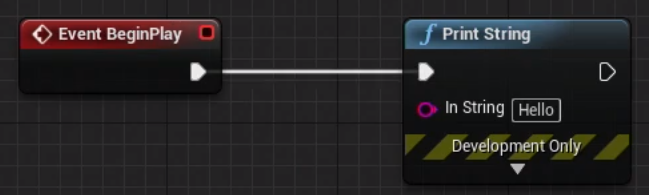 Event BeginPlay
Print String
In String Hello
Development Only